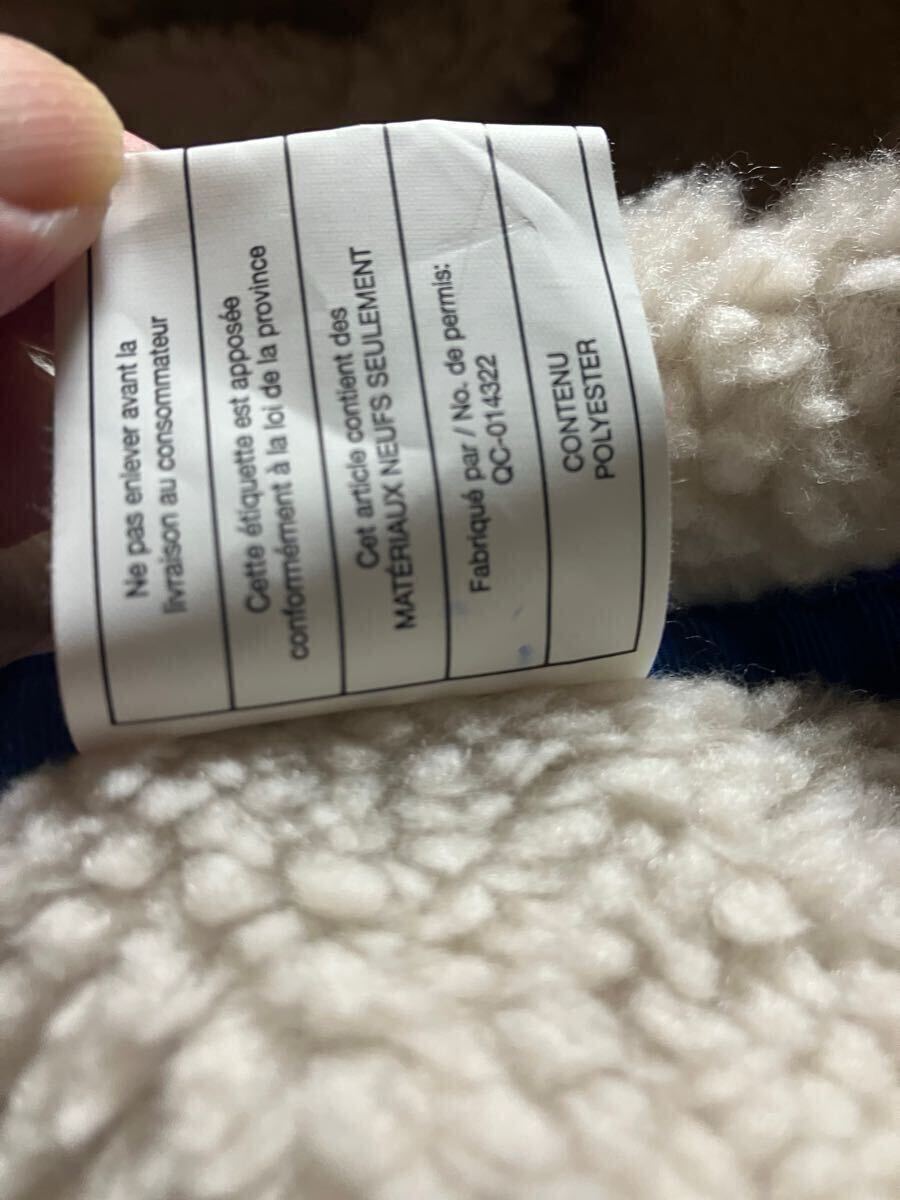 Ne pas enlever avant la
livraison au consommateur
Cette étiquette est apposée
conformément à la loi de la province
Cet article contient des
MATÉRIAUX NEUFS SEULEMENT
Fabriqué par / No. de permis:
QC-014322
CONTENU
POLYESTER